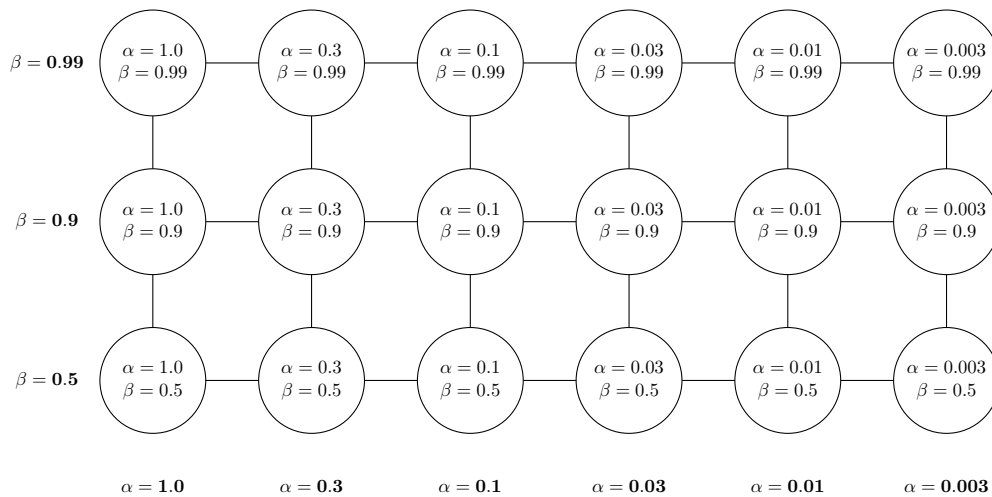 β = 0.99
α = 1.0
β = 0.99
α = 0.3
β = 0.99
α = 0.1
β = 0.99
α = 0.03
β = 0.99
α = 0.01
β = 0.99
α = 0.003
β = 0.99
β = 0.9
α = 1.0
β = 0.9
α = 0.3
β = 0.9
α = 0.1
β = 0.9
α = 0.03
β = 0.9
α = 0.01
β = 0.9
α = 0.003
β = 0.9
β = 0.5
α = 1.0
β = 0.5
α = 0.3
β = 0.5
α = 0.1
β = 0.5
α = 0.03
β = 0.5
α = 0.01
β = 0.5
α = 0.003
β = 0.5
α = 1.0
α = 0.3
α = 0.1
α = 0.03
α = 0.01
α = 0.003